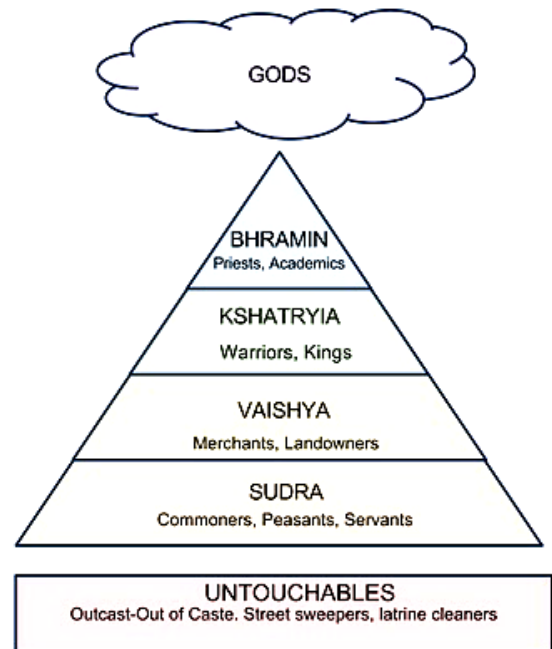 GODS
BHRAMIN
Priests, Academics
KSHATRYIA
Warriors, Kings
VAISHYA
Merchants, Landowners
SUDRA
Commoners, Peasants, Servants
UNTOUCHABLES
Outcast-Out of Caste. Street sweepers, latrine cleaners